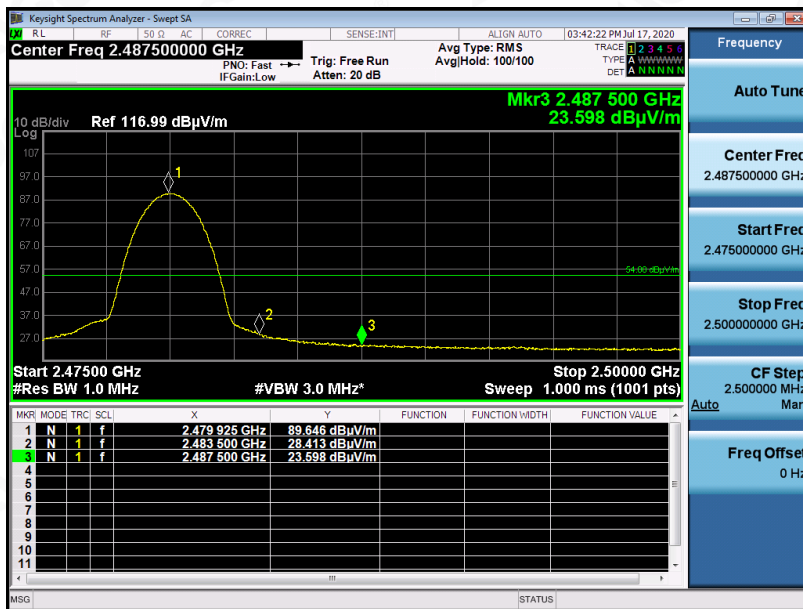 Keysight Spectrum Analyzer - Swept SA
LXI RL RF 50 Ω AC CORREC SENSE:INT ALIGN AUTO 03:42:22 PM Jul 17, 2020
Center Freq 2.487500000 GHz
PNO: Fast
IFGain:Low
Trig: Free Run
Atten: 20 dB
Avg Type: RMS
Avg|Hold: 100/100
TRACE 1 2 3 4 5 6
TYPE A WWWWW
DET A N N N N N
Mkr3 2.487 500 GHz
23.598 dBµV/m
10 dB/div Ref 116.99 dBµV/m
Log
107
97.0
87.0
77.0
67.0
57.0
47.0
37.0
27.0
1
2
3
54.00 dBµV/m
Start 2.47500 GHz Stop 2.50000 GHz
#Res BW 1.0 MHz #VBW 3.0 MHz* Sweep 1.000 ms (1001 pts)
MKR MODE TRC SCL X Y FUNCTION FUNCTION WIDTH FUNCTION VALUE
1 N 1 f 2.479 925 GHz 89.646 dBµV/m
2 N 1 f 2.483 500 GHz 28.413 dBµV/m
3 N 1 f 2.487 500 GHz 23.598 dBµV/m
4
5
6
7
8
9
10
11
MSG STATUS
Frequency
Auto Tune
Center Freq
2.487500000 GHz
Start Freq
2.475000000 GHz
Stop Freq
2.500000000 GHz
CF Step
2.500000 MHz
Auto Man
Freq Offset
0 Hz